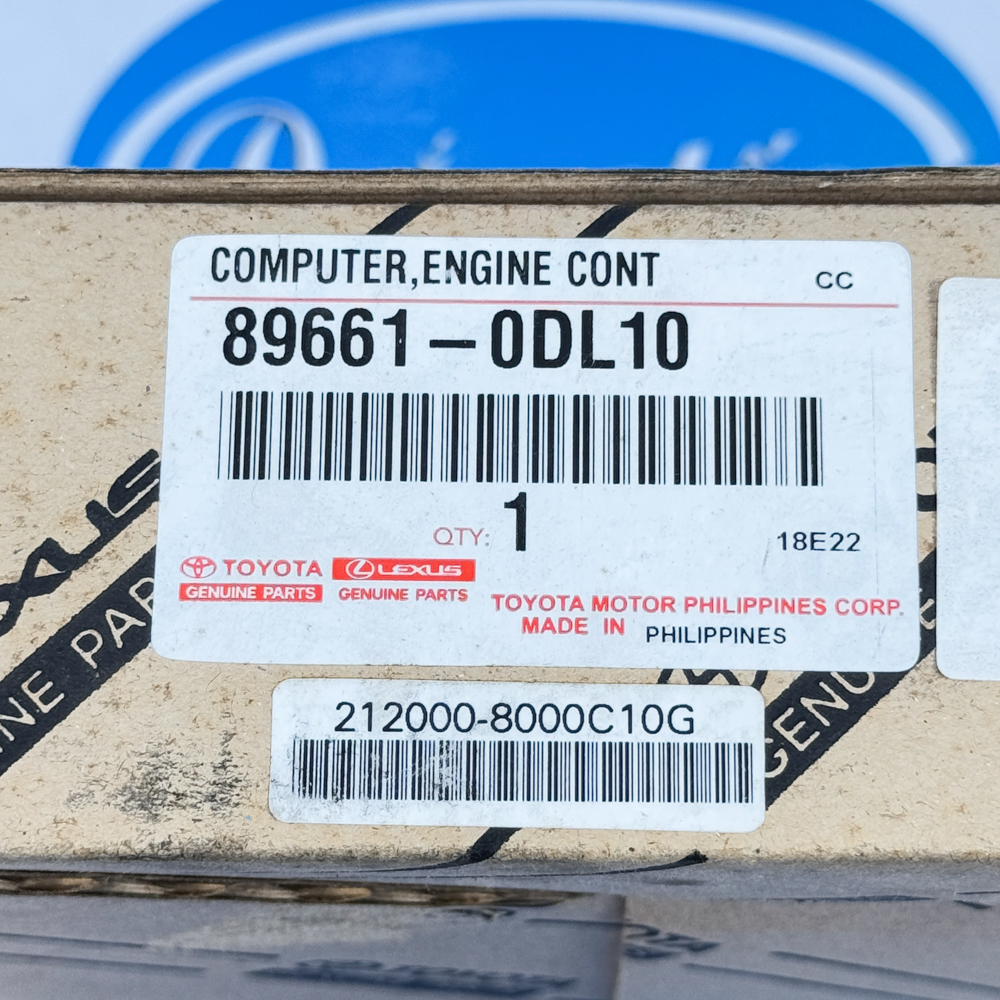 COMPUTER,ENGINE CONT CC
89661-0DL10
QTY: 1 18E22
TOYOTA LEXUS
GENUINE PARTS GENUINE PARTS
TOYOTA MOTOR PHILIPPINES CORP.
MADE IN PHILIPPINES
212000-8000C10G